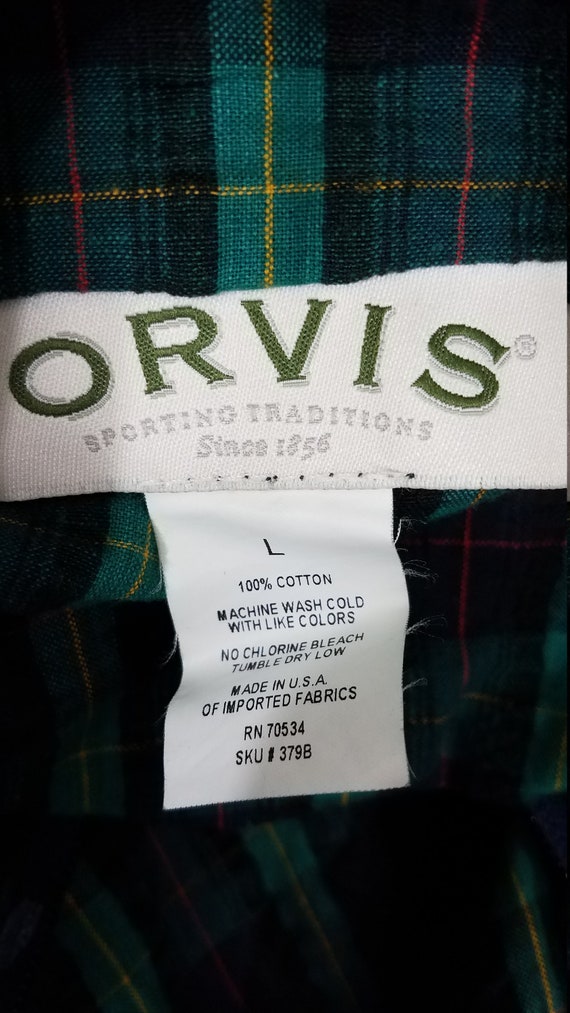 ORVIS®
SPORTING TRADITIONS
Since 1856
L
100% COTTON
MACHINE WASH COLD
WITH LIKE COLORS
NO CHLORINE BLEACH
TUMBLE DRY LOW
MADE IN U.S.A.
OF IMPORTED FABRICS
RN 70534
SKU # 379B